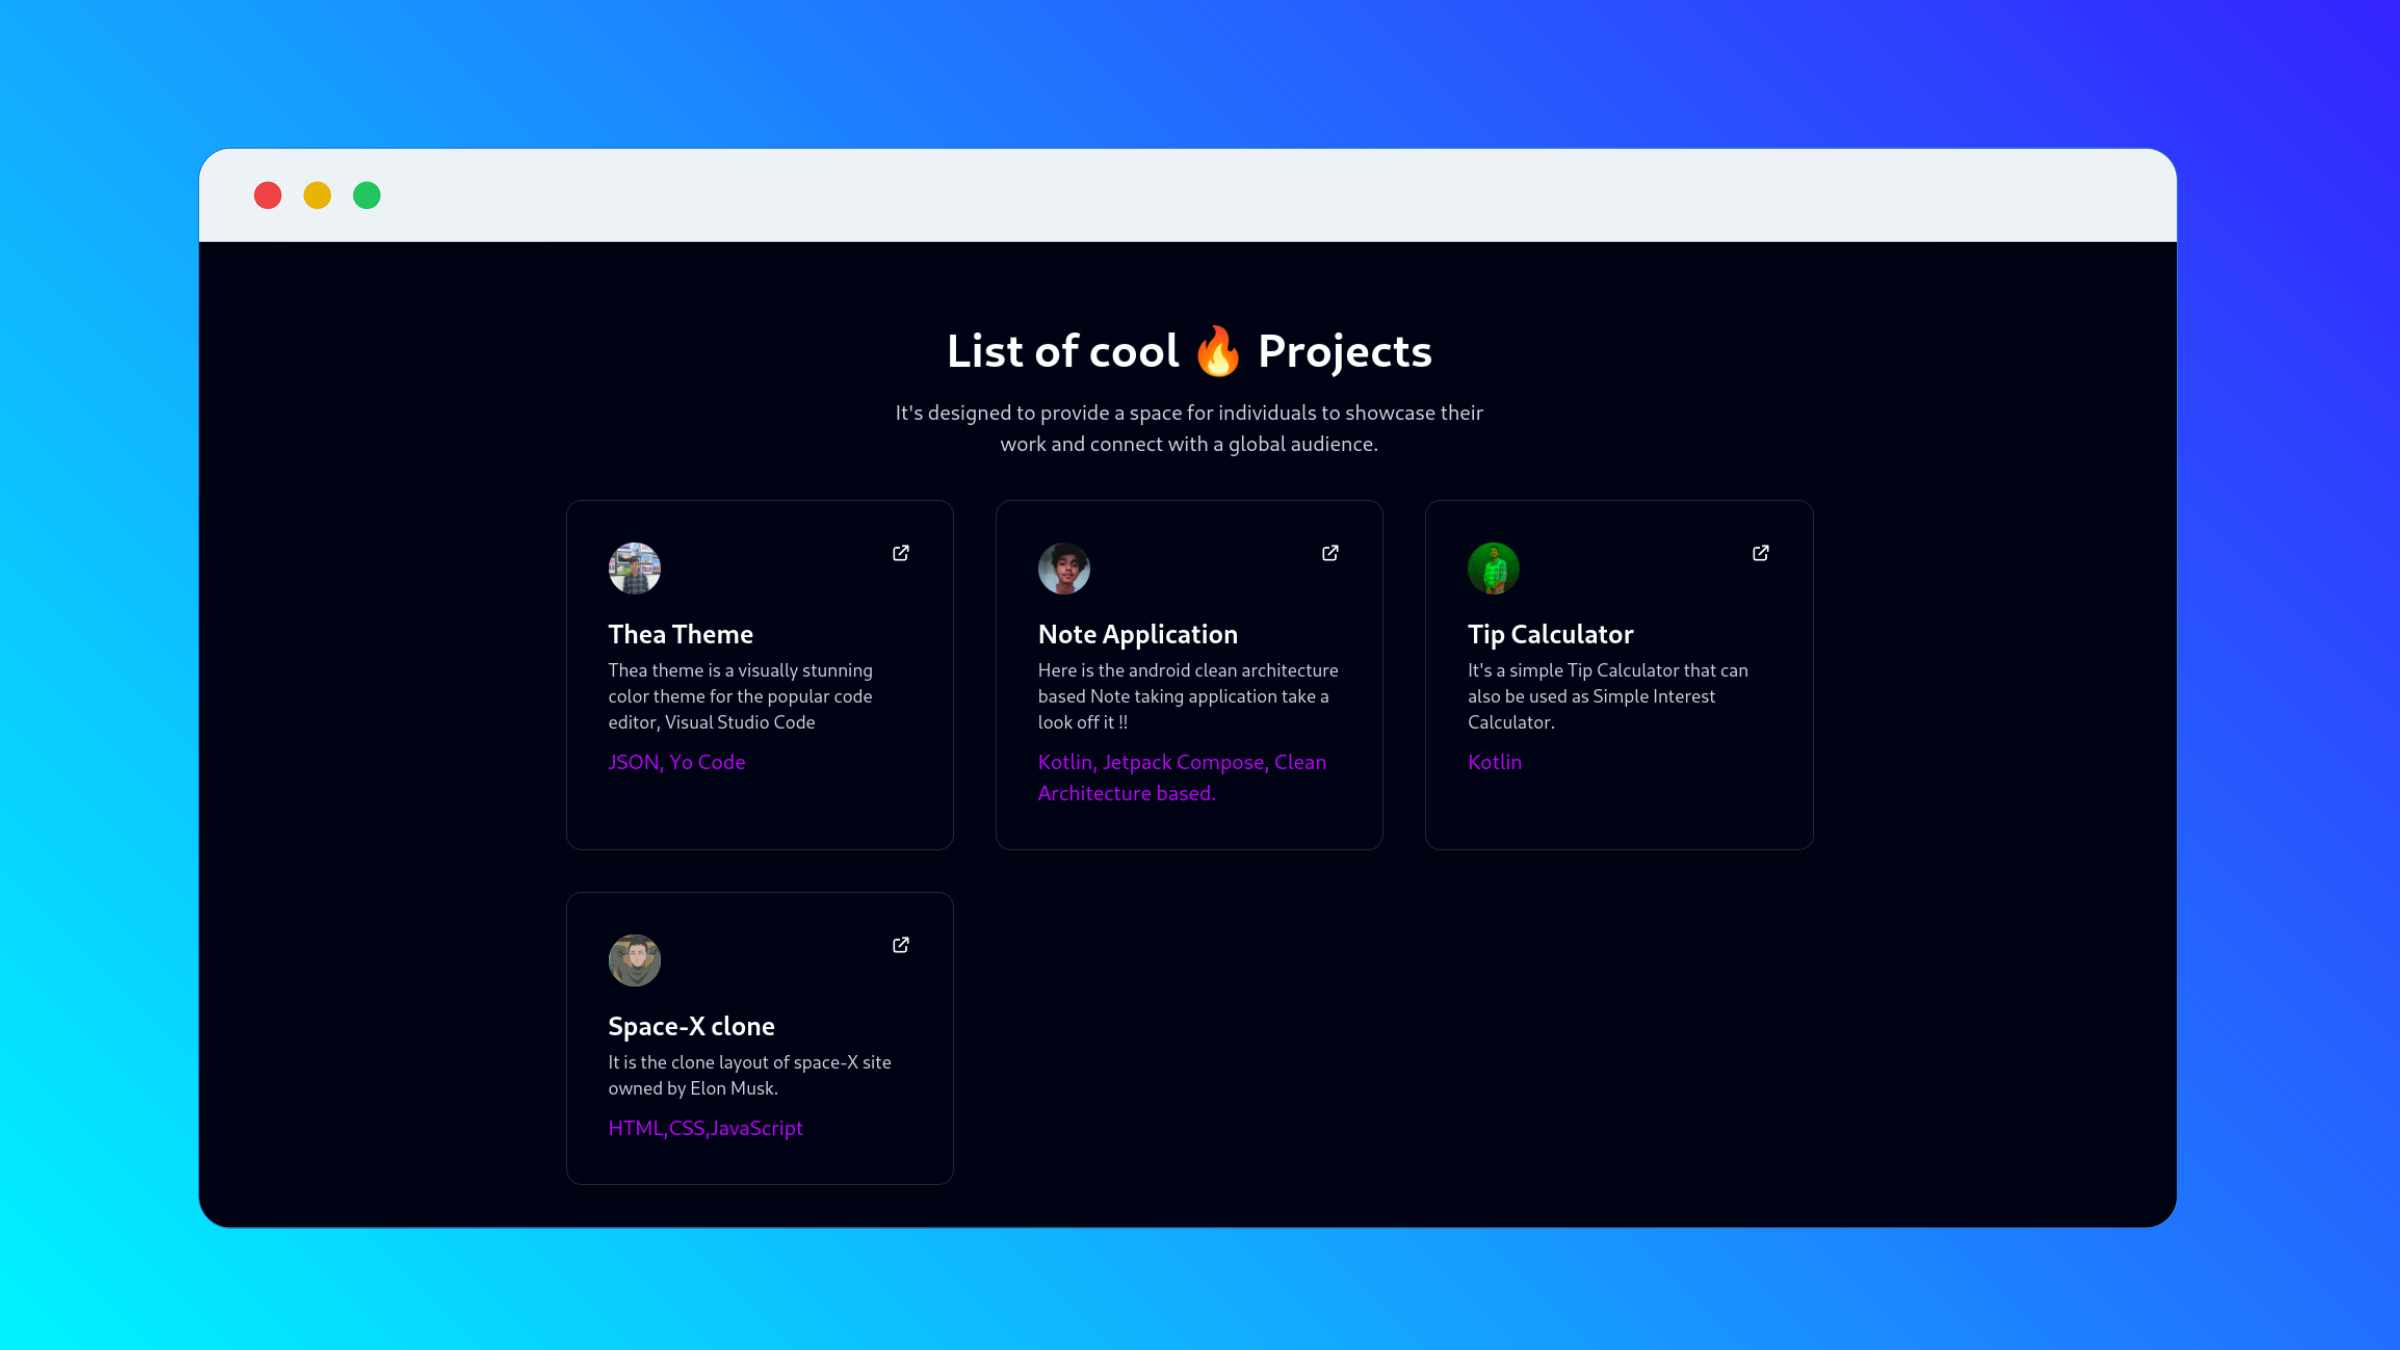 List of cool 🔥 Projects
It's designed to provide a space for individuals to showcase their
work and connect with a global audience.
Thea Theme
Thea theme is a visually stunning
color theme for the popular code
editor, Visual Studio Code
JSON, Yo Code
Note Application
Here is the android clean architecture
based Note taking application take a
look off it !!
Kotlin, Jetpack Compose, Clean
Architecture based.
Tip Calculator
It's a simple Tip Calculator that can
also be used as Simple Interest
Calculator.
Kotlin
Space-X clone
It is the clone layout of space-X site
owned by Elon Musk.
HTML,CSS,JavaScript